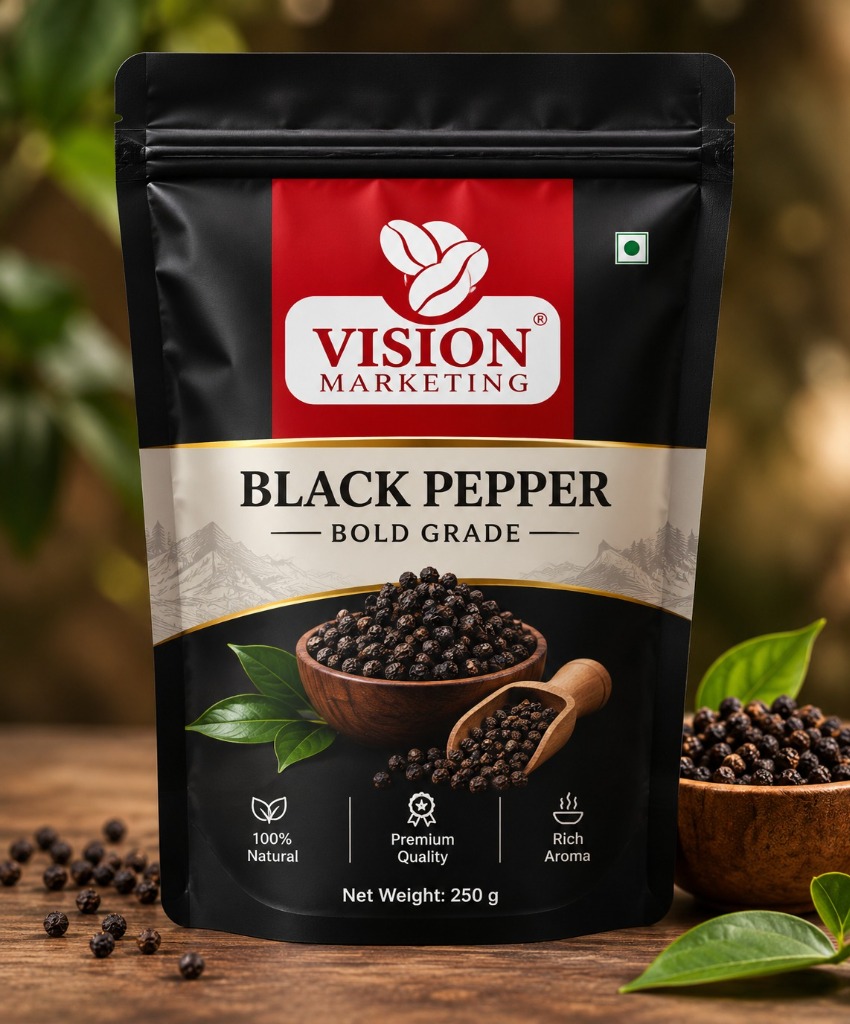 VISION®
MARKETING
BLACK PEPPER
BOLD GRADE
100%
Natural
Premium
Quality
Rich
Aroma
Net Weight: 250 g